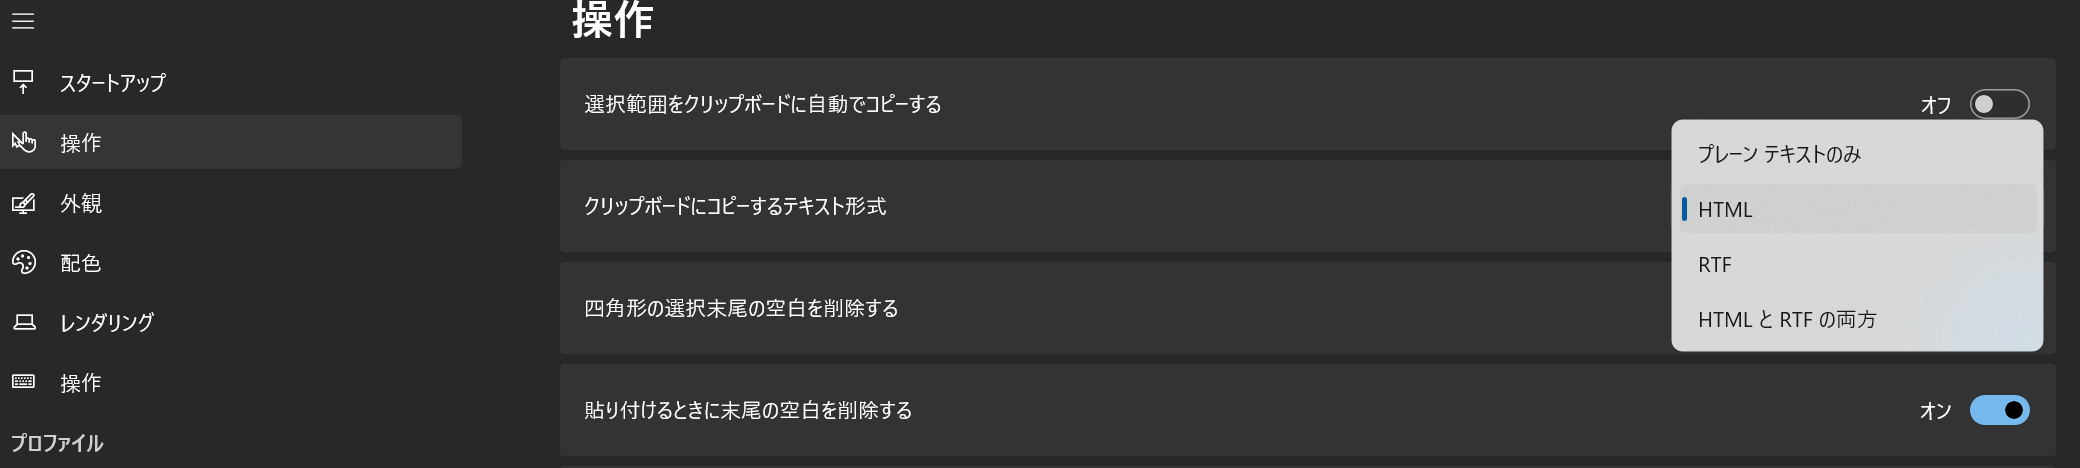 操作
スタートアップ
操作
外観
配色
レンダリング
操作
プロファイル
選択範囲をクリップボードに自動でコピーする
オフ
クリップボードにコピーするテキスト形式
プレーン テキストのみ
HTML
RTF
HTML と RTF の両方
四角形の選択末尾の空白を削除する
貼り付けるときに末尾の空白を削除する
オン